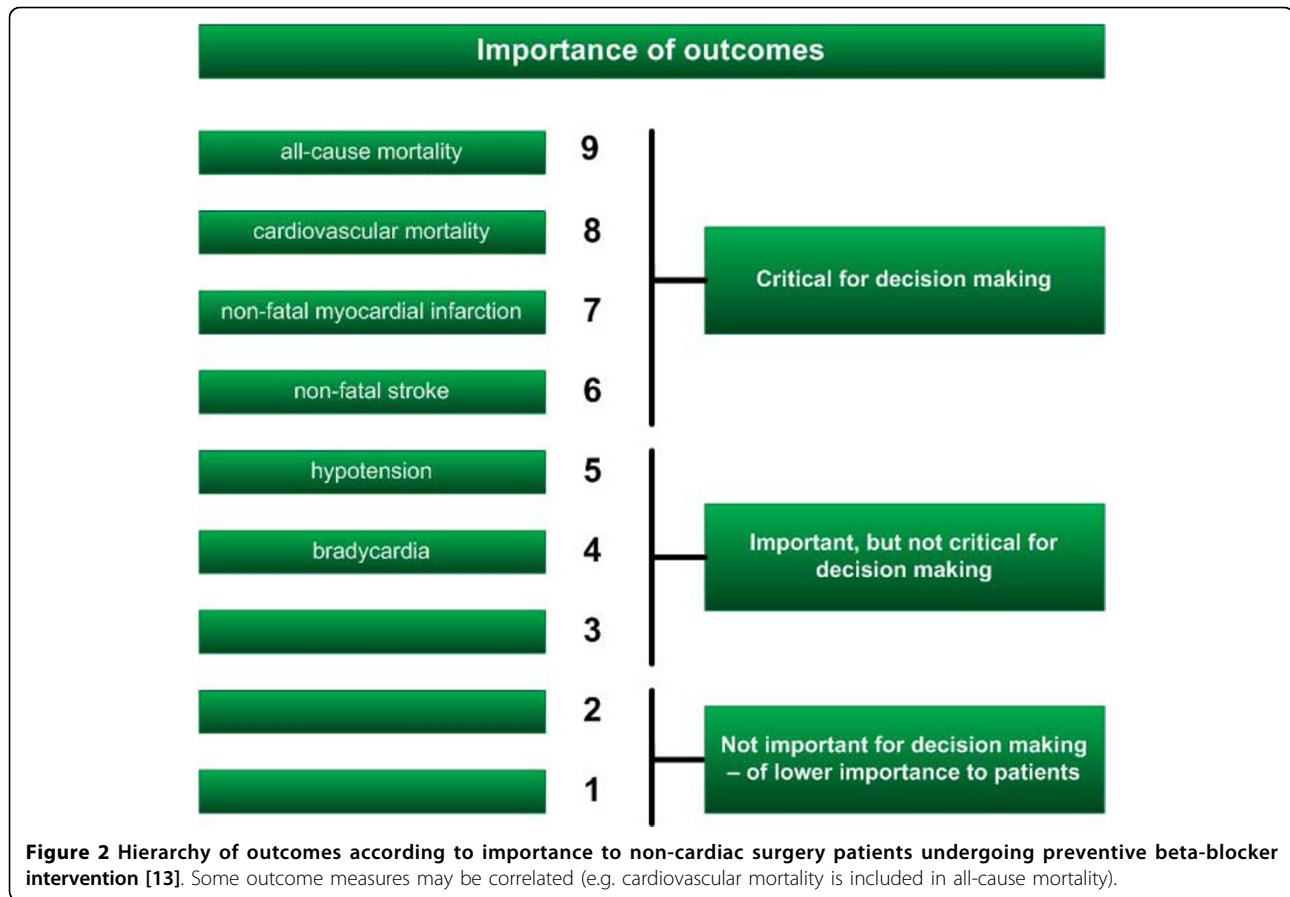 Importance of outcomes
all-cause mortality 9
cardiovascular mortality 8
Critical for decision making
non-fatal myocardial infarction 7
non-fatal stroke 6
hypotension 5
bradycardia 4
Important, but not critical for
decision making
3
2
Not important for decision making
– of lower importance to patients
1
Figure 2 Hierarchy of outcomes according to importance to non-cardiac surgery patients undergoing preventive beta-blocker
intervention [13]. Some outcome measures may be correlated (e.g. cardiovascular mortality is included in all-cause mortality).